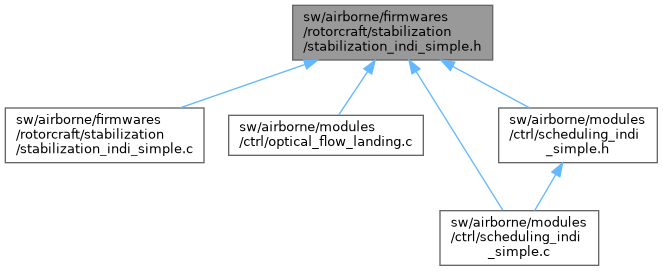 sw/airborne/firmwares
/rotorcraft/stabilization
/stabilization_indi_simple.h
sw/airborne/firmwares
/rotorcraft/stabilization
/stabilization_indi_simple.c
sw/airborne/modules
/ctrl/optical_flow_landing.c
sw/airborne/modules
/ctrl/scheduling_indi
_simple.h
sw/airborne/modules
/ctrl/scheduling_indi
_simple.c